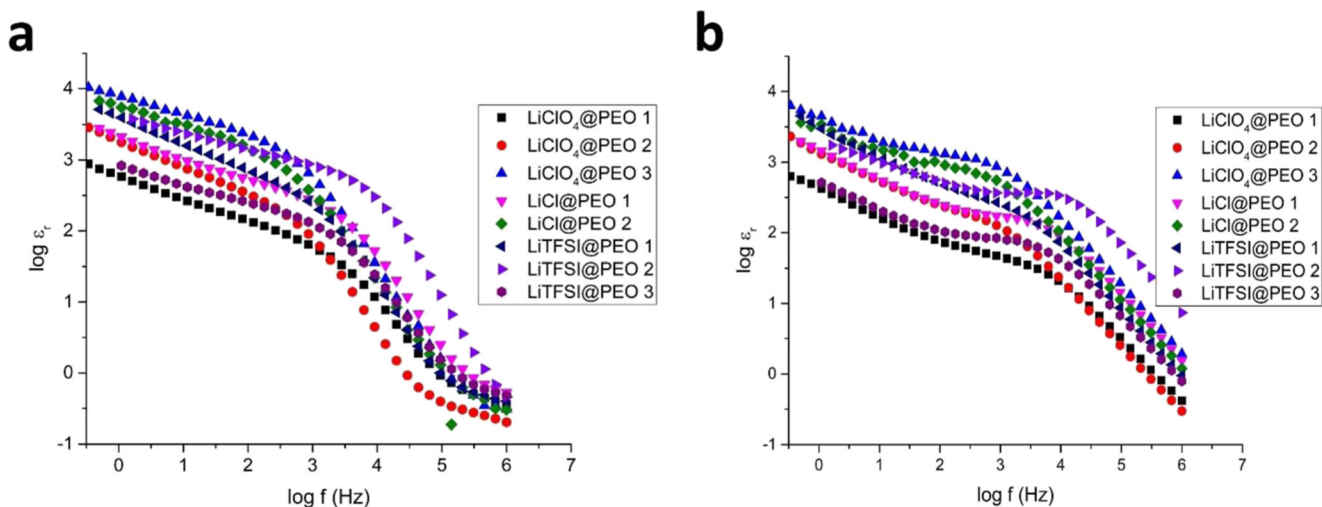 a
log εr
4
3
2
1
0
-1
0
1
2
3
4
5
6
7
log f (Hz)
LiClO4@PEO 1
LiClO4@PEO 2
LiClO4@PEO 3
LiCl@PEO 1
LiCl@PEO 2
LiTFSI@PEO 1
LiTFSI@PEO 2
LiTFSI@PEO 3
b
log εr
4
3
2
1
0
-1
0
1
2
3
4
5
6
7
log f (Hz)
LiClO4@PEO 1
LiClO4@PEO 2
LiClO4@PEO 3
LiCl@PEO 1
LiCl@PEO 2
LiTFSI@PEO 1
LiTFSI@PEO 2
LiTFSI@PEO 3